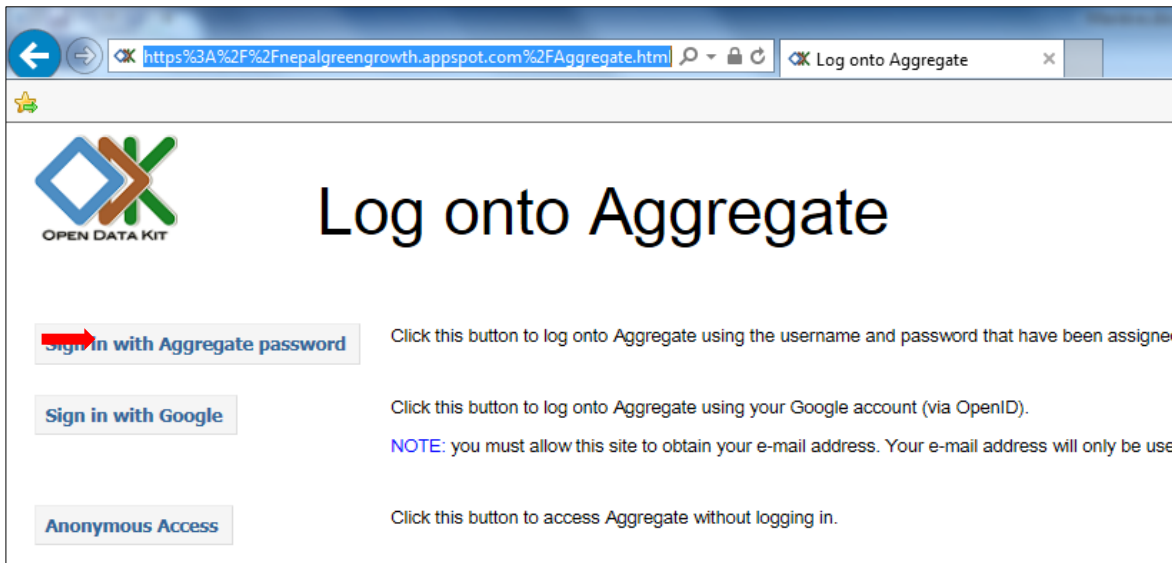 https%3A%2F%2Fnepalgreengrowth.appspot.com%2FAggregate.html
Log onto Aggregate
OPEN DATA KIT
Log onto Aggregate
Sign in with Aggregate password
Click this button to log onto Aggregate using the username and password that have been assigned
Sign in with Google
Click this button to log onto Aggregate using your Google account (via OpenID).
NOTE: you must allow this site to obtain your e-mail address. Your e-mail address will only be use
Anonymous Access
Click this button to access Aggregate without logging in.